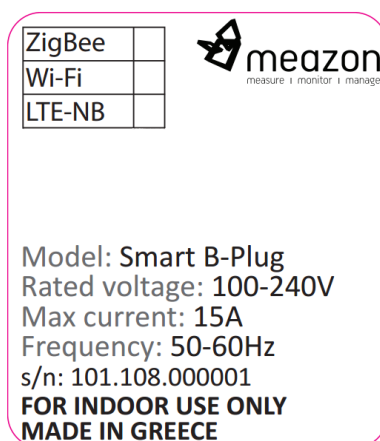 ZigBee
Wi-Fi
LTE-NB
meazon
measure | monitor | manage
Model: Smart B-Plug
Rated voltage: 100-240V
Max current: 15A
Frequency: 50-60Hz
s/n: 101.108.000001
FOR INDOOR USE ONLY
MADE IN GREECE